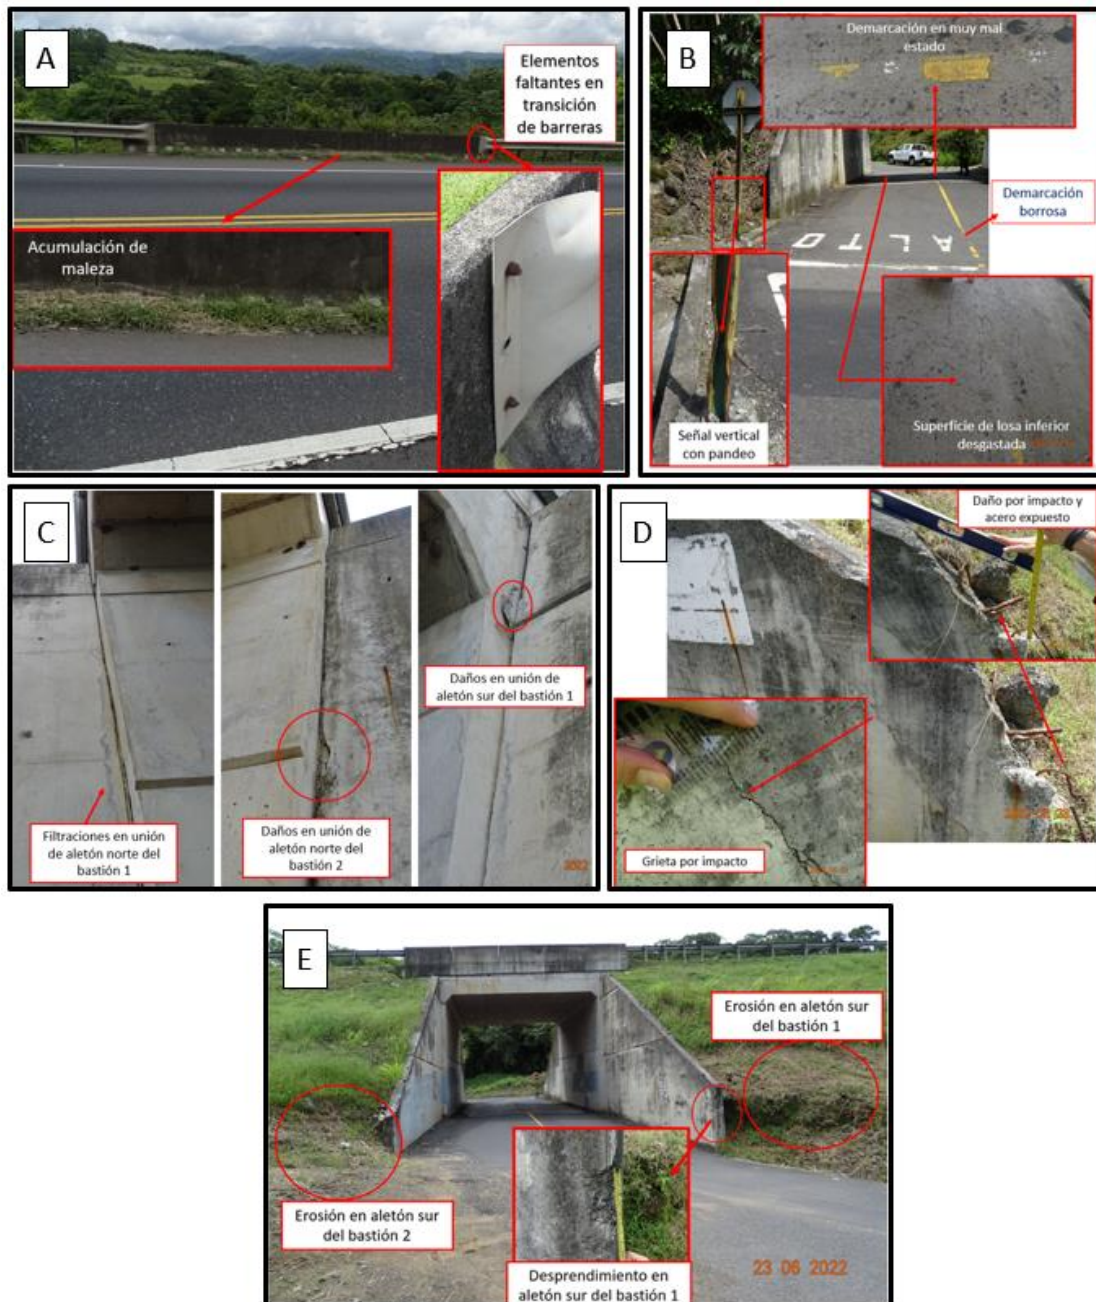 A
Elementos
faltantes en
transición
de barreras
Acumulación de
maleza
B
Demarcación en muy mal
estado
Demarcación
borrosa
ALTO
Señal vertical
con pandeo
Superficie de losa inferior
desgastada
C
Filtraciones en unión
de aletón norte del
bastión 1
Daños en unión de
aletón norte del
bastión 2
Daños en unión de
aletón sur del bastión 1
2022
D
Daño por impacto y
acero expuesto
Grieta por impacto
E
Erosión en aletón sur
del bastión 1
Erosión en aletón sur
del bastión 2
Desprendimiento en
aletón sur del bastión 1
23 06 2022